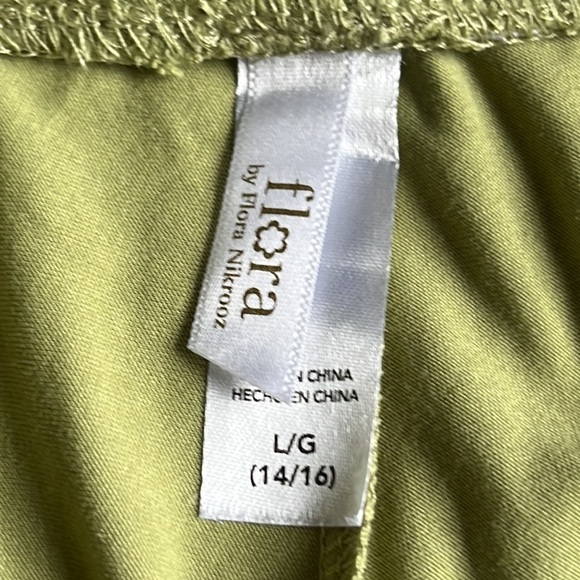 flora
by Flora Nikrooz
N CHINA
HECHO EN CHINA
L/G
(14/16)